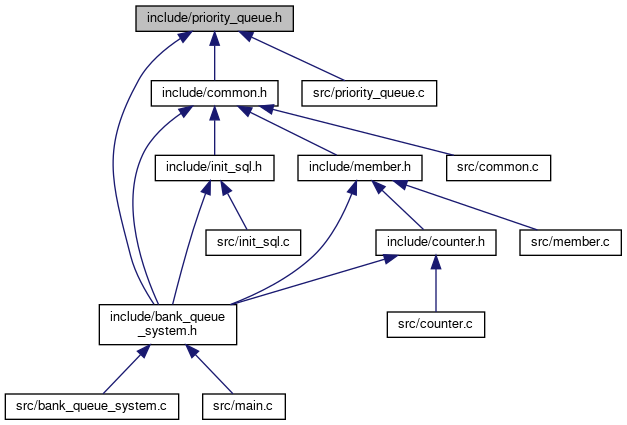 include/priority_queue.h
include/common.h
src/priority_queue.c
include/init_sql.h
include/member.h
src/common.c
src/init_sql.c
include/counter.h
src/member.c
include/bank_queue
_system.h
src/counter.c
src/bank_queue_system.c
src/main.c